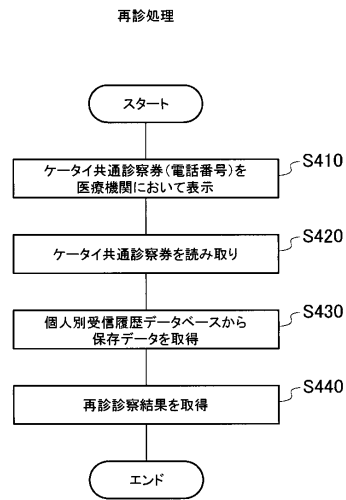 再診処理
スタート
ケータイ共通診察券(電話番号)を
医療機関において表示
S410
ケータイ共通診察券を読み取り
S420
個人別受信履歴データベースから
保存データを取得
S430
再診診察結果を取得
S440
エンド